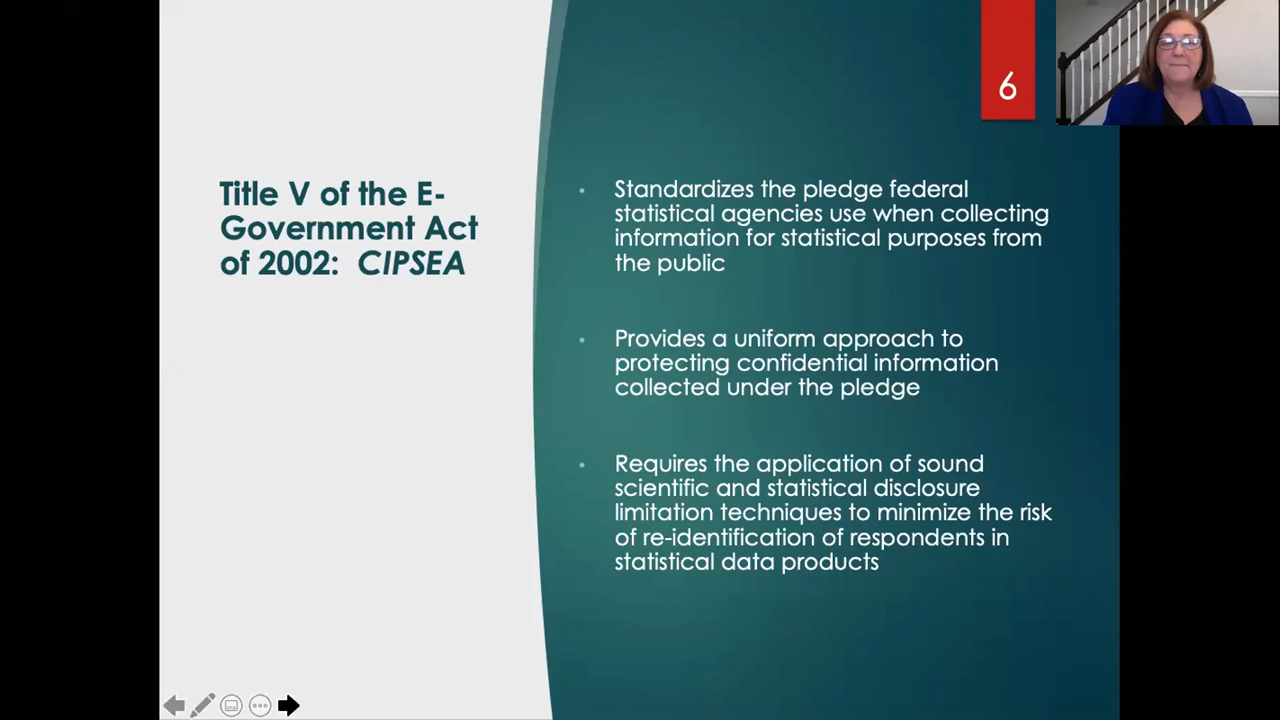 6
Title V of the E-
Government Act
of 2002: CIPSEA
• Standardizes the pledge federal
statistical agencies use when collecting
information for statistical purposes from
the public
• Provides a uniform approach to
protecting confidential information
collected under the pledge
• Requires the application of sound
scientific and statistical disclosure
limitation techniques to minimize the risk
of re-identification of respondents in
statistical data products